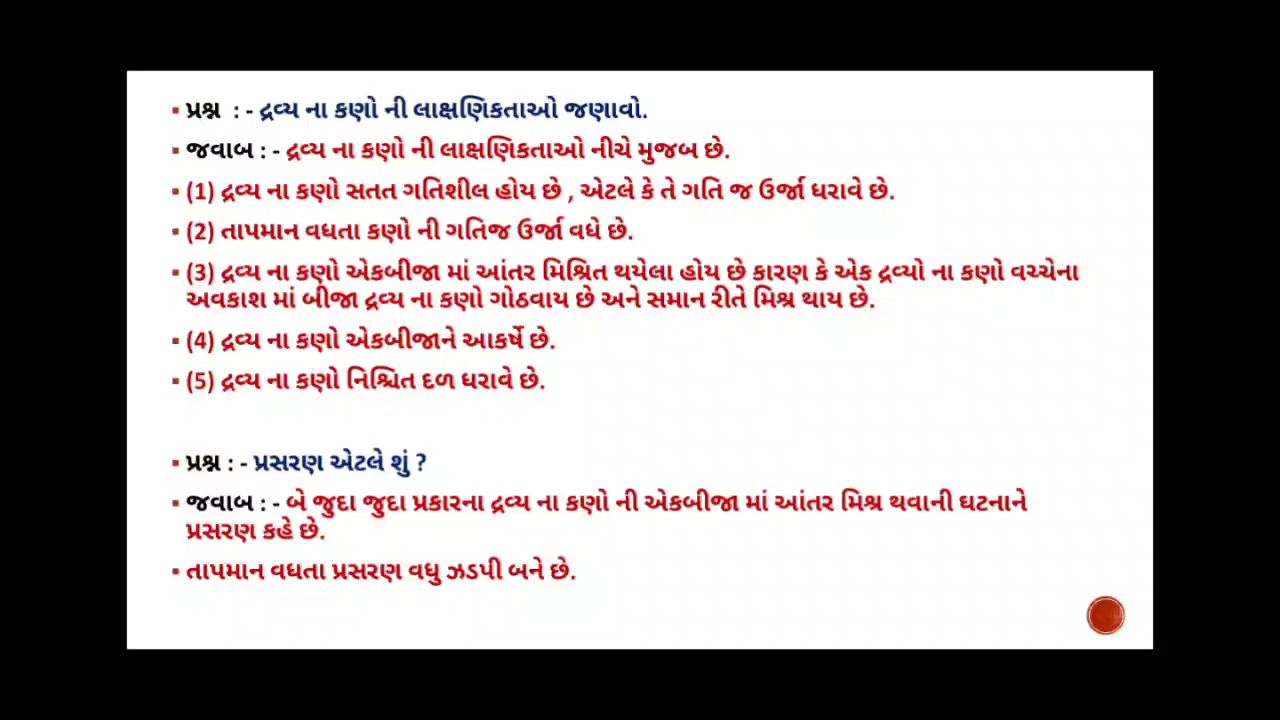 ▪ પ્રશ્ન : - દ્રવ્ય ના કણો ની લાક્ષણિકતાઓ જણાવો.
▪ જવાબ : - દ્રવ્ય ના કણો ની લાક્ષણિકતાઓ નીચે મુજબ છે.
▪ (1) દ્રવ્ય ના કણો સતત ગતિશીલ હોય છે , એટલે કે તે ગતિ જ ઉર્જા ધરાવે છે.
▪ (2) તાપમાન વધતા કણો ની ગતિજ ઉર્જા વધે છે.
▪ (3) દ્રવ્ય ના કણો એકબીજા માં આંતર મિશ્રિત થયેલા હોય છે કારણ કે એક દ્રવ્યો ના કણો વચ્ચેના
અવકાશ માં બીજા દ્રવ્ય ના કણો ગોઠવાય છે અને સમાન રીતે મિશ્ર થાય છે.
▪ (4) દ્રવ્ય ના કણો એકબીજાને આકર્ષે છે.
▪ (5) દ્રવ્ય ના કણો નિશ્ચિત દળ ધરાવે છે.
▪ પ્રશ્ન : - પ્રસરણ એટલે શું ?
▪ જવાબ : - બે જુદા જુદા પ્રકારના દ્રવ્ય ના કણો ની એકબીજા માં આંતર મિશ્ર થવાની ઘટનાને
પ્રસરણ કહે છે.
▪ તાપમાન વધતા પ્રસરણ વધુ ઝડપી બને છે.